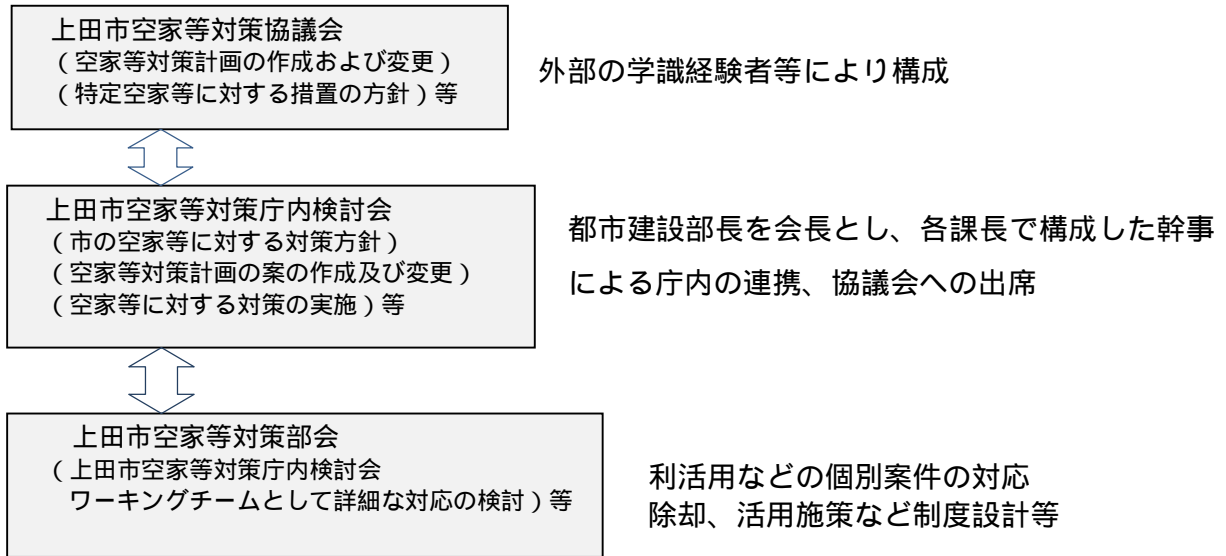 上田市空家等対策協議会
（空家等対策計画の作成および変更）
（特定空家等に対する措置の方針）等
外部の学識経験者等により構成
上田市空家等対策庁内検討会
（市の空家等に対する対策方針）
（空家等対策計画の案の作成及び変更）
（空家等に対する対策の実施）等
都市建設部長を会長とし、各課長で構成した幹事
による庁内の連携、協議会への出席
上田市空家等対策部会
（上田市空家等対策庁内検討会
ワーキングチームとして詳細な対応の検討）等
利活用などの個別案件の対応
除却、活用施策など制度設計等